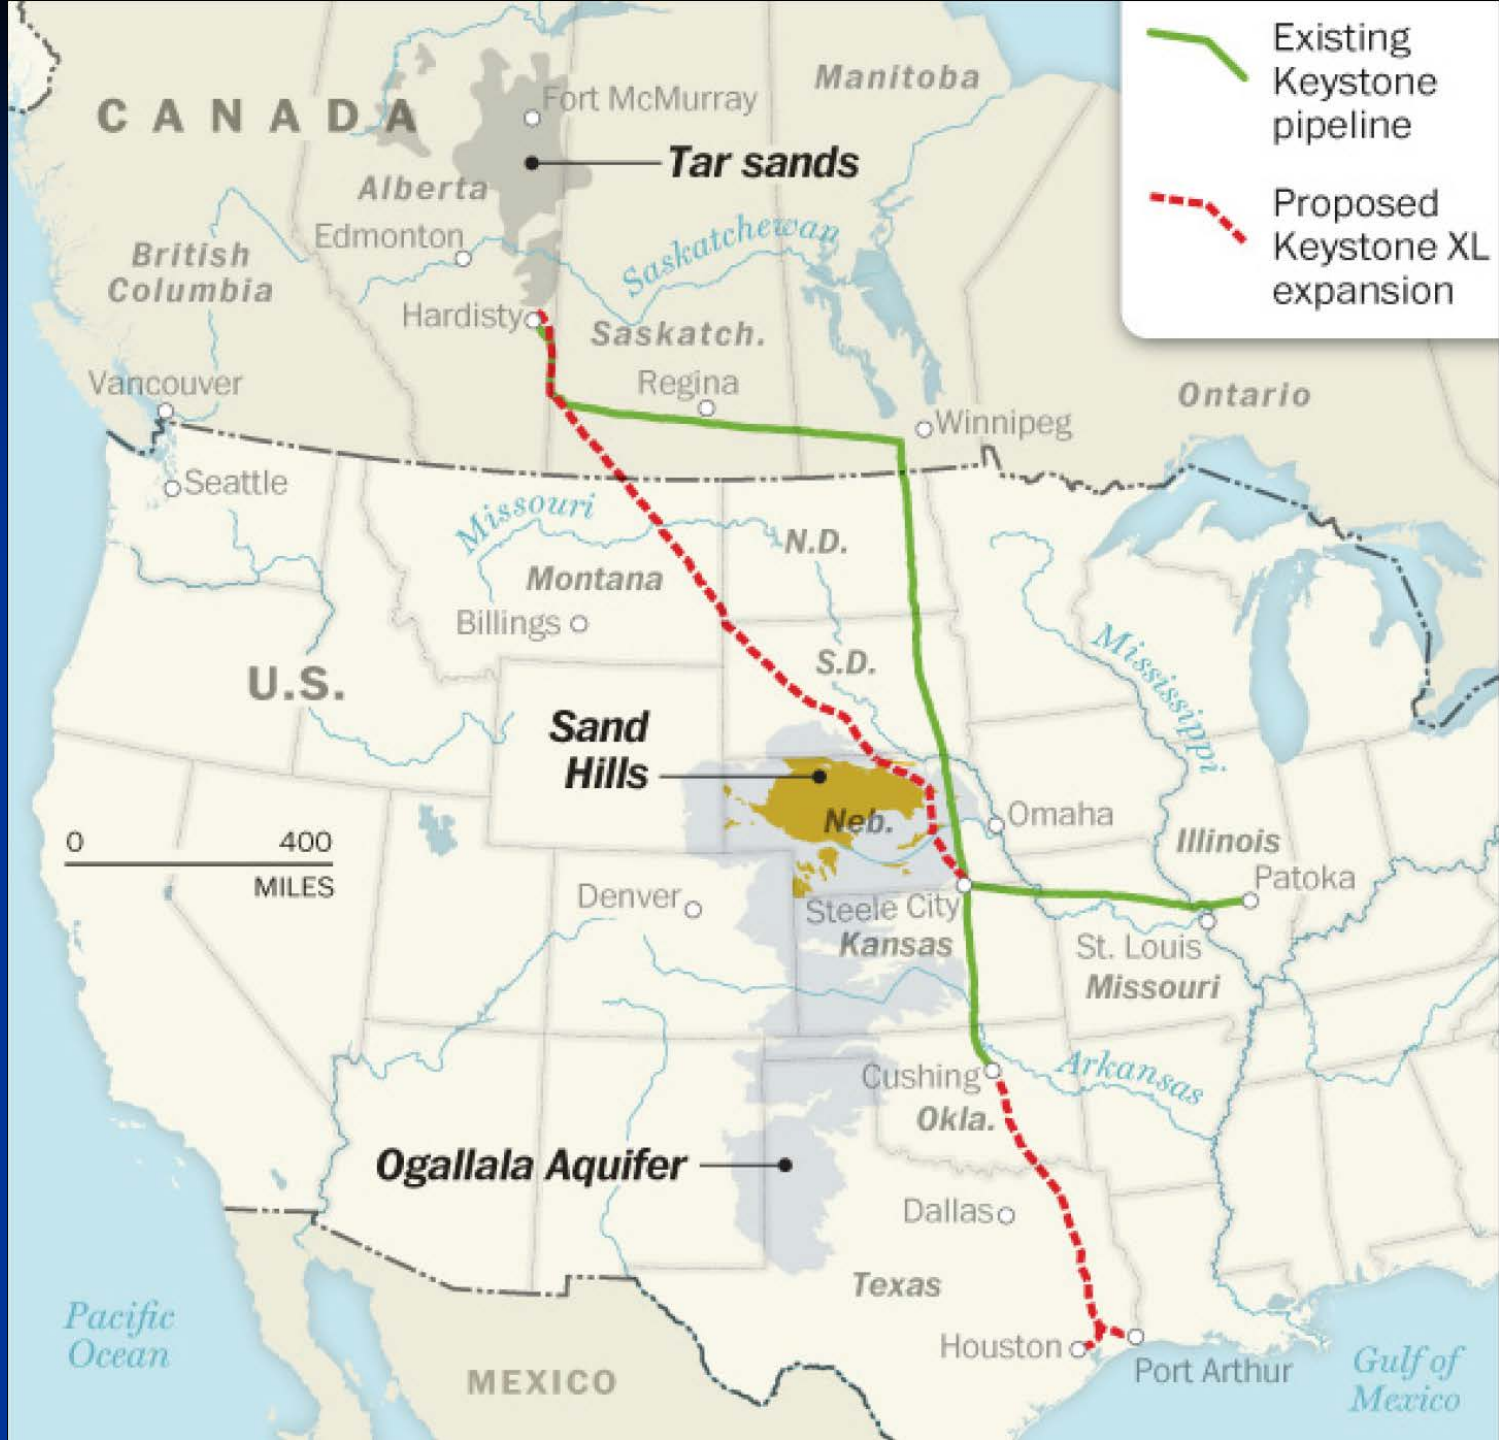 Existing
Keystone
pipeline
Proposed
Keystone XL
expansion
CANADA
Fort McMurray
Manitoba
Tar sands
Alberta
Edmonton
British
Columbia
Saskatchewan
Hardisty
Saskatch.
Regina
Vancouver
Ontario
Winnipeg
Seattle
Missouri
N.D.
Montana
Billings
S.D.
Mississippi
U.S.
Sand
Hills
Neb.
Omaha
0 400
MILES
Illinois
Patoka
Denver
Steele City
Kansas
St. Louis
Missouri
Cushing
Arkansas
Okla.
Ogallala Aquifer
Dallas
Texas
Pacific
Ocean
Houston
Port Arthur
Gulf of
Mexico
MEXICO